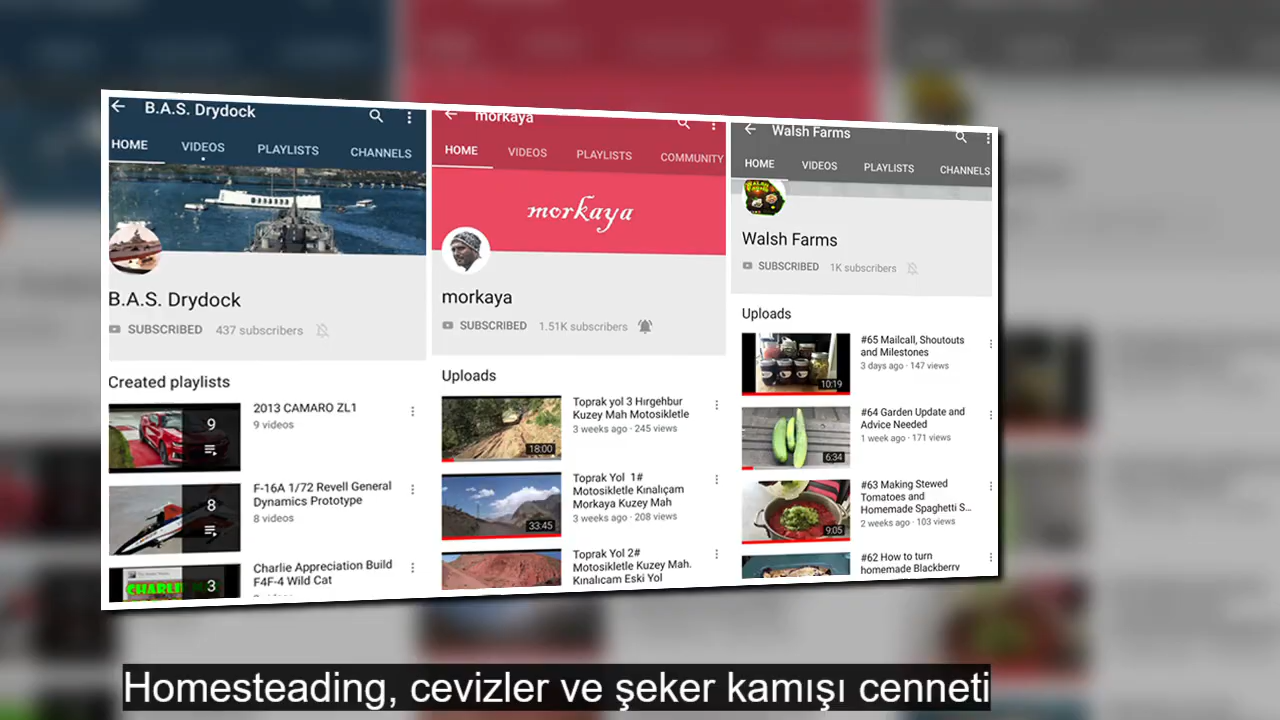 B.A.S. Drydock
HOME VIDEOS PLAYLISTS CHANNELS
B.A.S. Drydock
SUBSCRIBED 437 subscribers
Created playlists
9
2013 CAMARO ZL1
9 videos
8
F-16A 1/72 Revell General
Dynamics Prototype
8 videos
3
Charlie Appreciation Build
F4F-4 Wild Cat
morkaya
HOME VIDEOS PLAYLISTS COMMUNITY
morkaya
morkaya
SUBSCRIBED 1.51K subscribers
Uploads
18:00
Toprak yol 3 Hırgehbur
Kuzey Mah Motosikletle
3 weeks ago · 245 views
33:45
Toprak Yol 1#
Motosikletle Kınalıçam
Morkaya Kuzey Mah
3 weeks ago · 208 views
Toprak Yol 2#
Motosikletle Kuzey Mah.
Kınalıcam Eski Yol
Walsh Farms
HOME VIDEOS PLAYLISTS CHANNELS
Walsh Farms
SUBSCRIBED 1K subscribers
Uploads
10:19
#65 Mailcall, Shoutouts
and Milestones
3 days ago · 147 views
6:34
#64 Garden Update and
Advice Needed
1 week ago · 171 views
9:05
#63 Making Stewed
Tomatoes and
Homemade Spaghetti S...
2 weeks ago · 103 views
#62 How to turn
homemade Blackberry
Homesteading, cevizler ve şeker kamışı cenneti